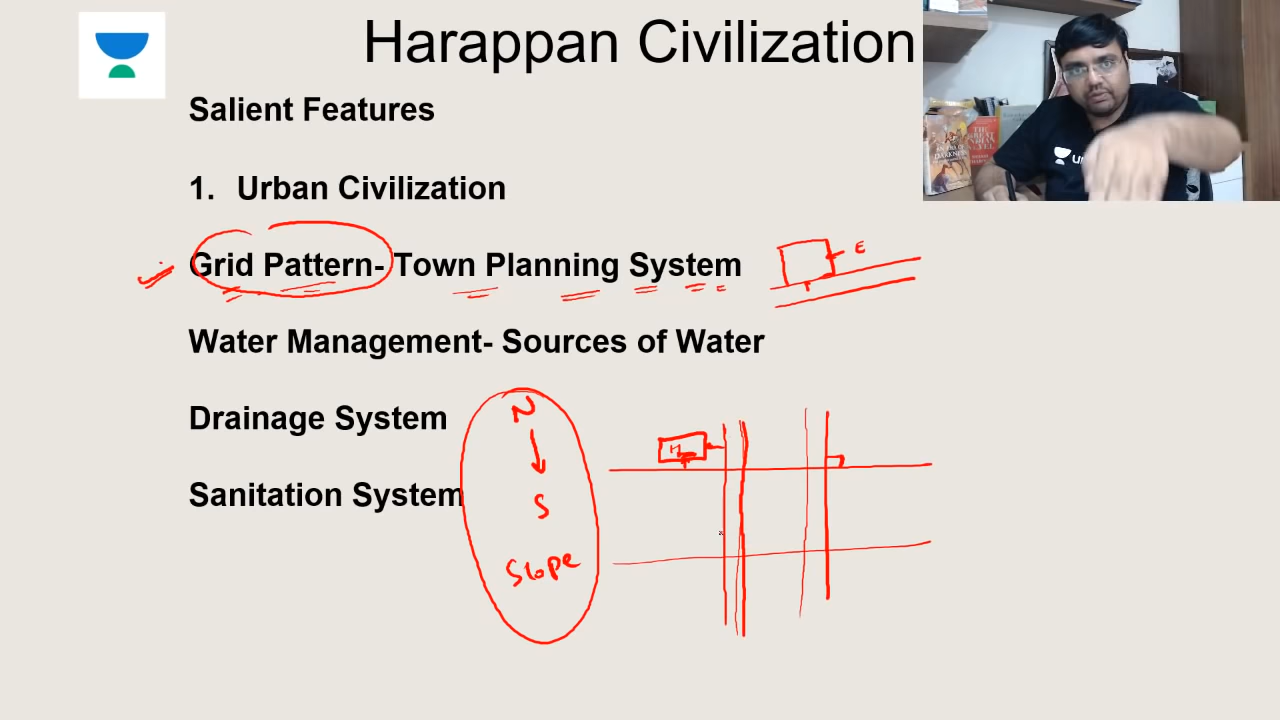 Harappan Civilization
Salient Features
1. Urban Civilization
Grid Pattern- Town Planning System
E
Water Management- Sources of Water
Drainage System
Sanitation System
N
S
Slope
H